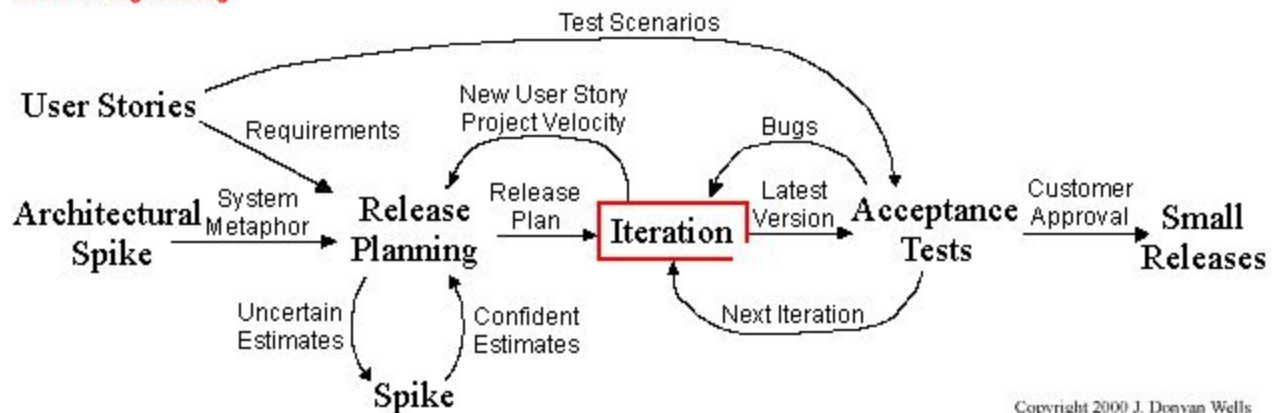 Test Scenarios
User Stories
New User Story
Project Velocity
Bugs
Requirements
Architectural
Spike
System
Metaphor
Release
Planning
Release
Plan
Iteration
Latest
Version
Acceptance
Tests
Customer
Approval
Small
Releases
Uncertain
Estimates
Confident
Estimates
Next Iteration
Spike
Copyright 2000 J. Donvan Wells